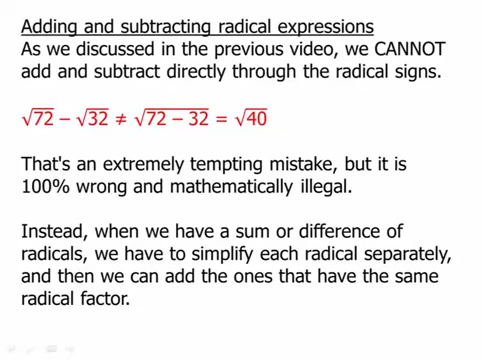 Adding and subtracting radical expressions
As we discussed in the previous video, we CANNOT
add and subtract directly through the radical signs.
√72 − √32 ≠ √72 − 32 = √40
That's an extremely tempting mistake, but it is
100% wrong and mathematically illegal.
Instead, when we have a sum or difference of
radicals, we have to simplify each radical separately,
and then we can add the ones that have the same
radical factor.